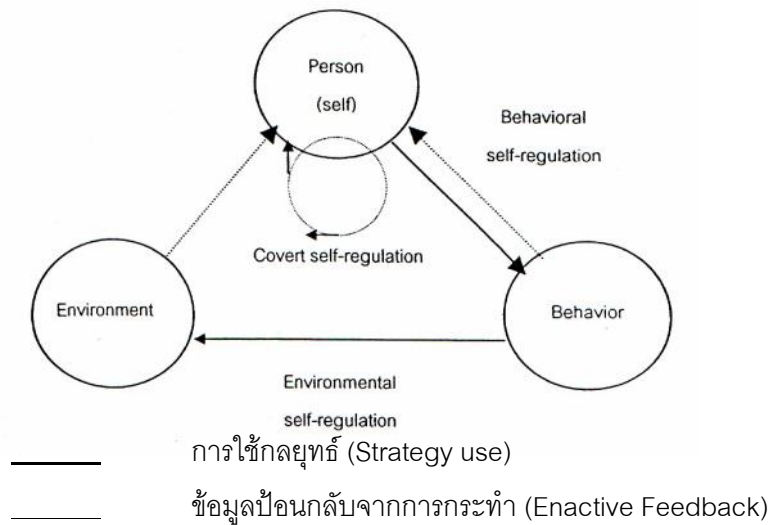 Person
(self)
Behavioral
self-regulation
Covert self-regulation
Environment
Behavior
Environmental
self-regulation
การใช้กลยุทธ์ (Strategy use)
ข้อมูลป้อนกลับจากการกระทำ (Enactive Feedback)